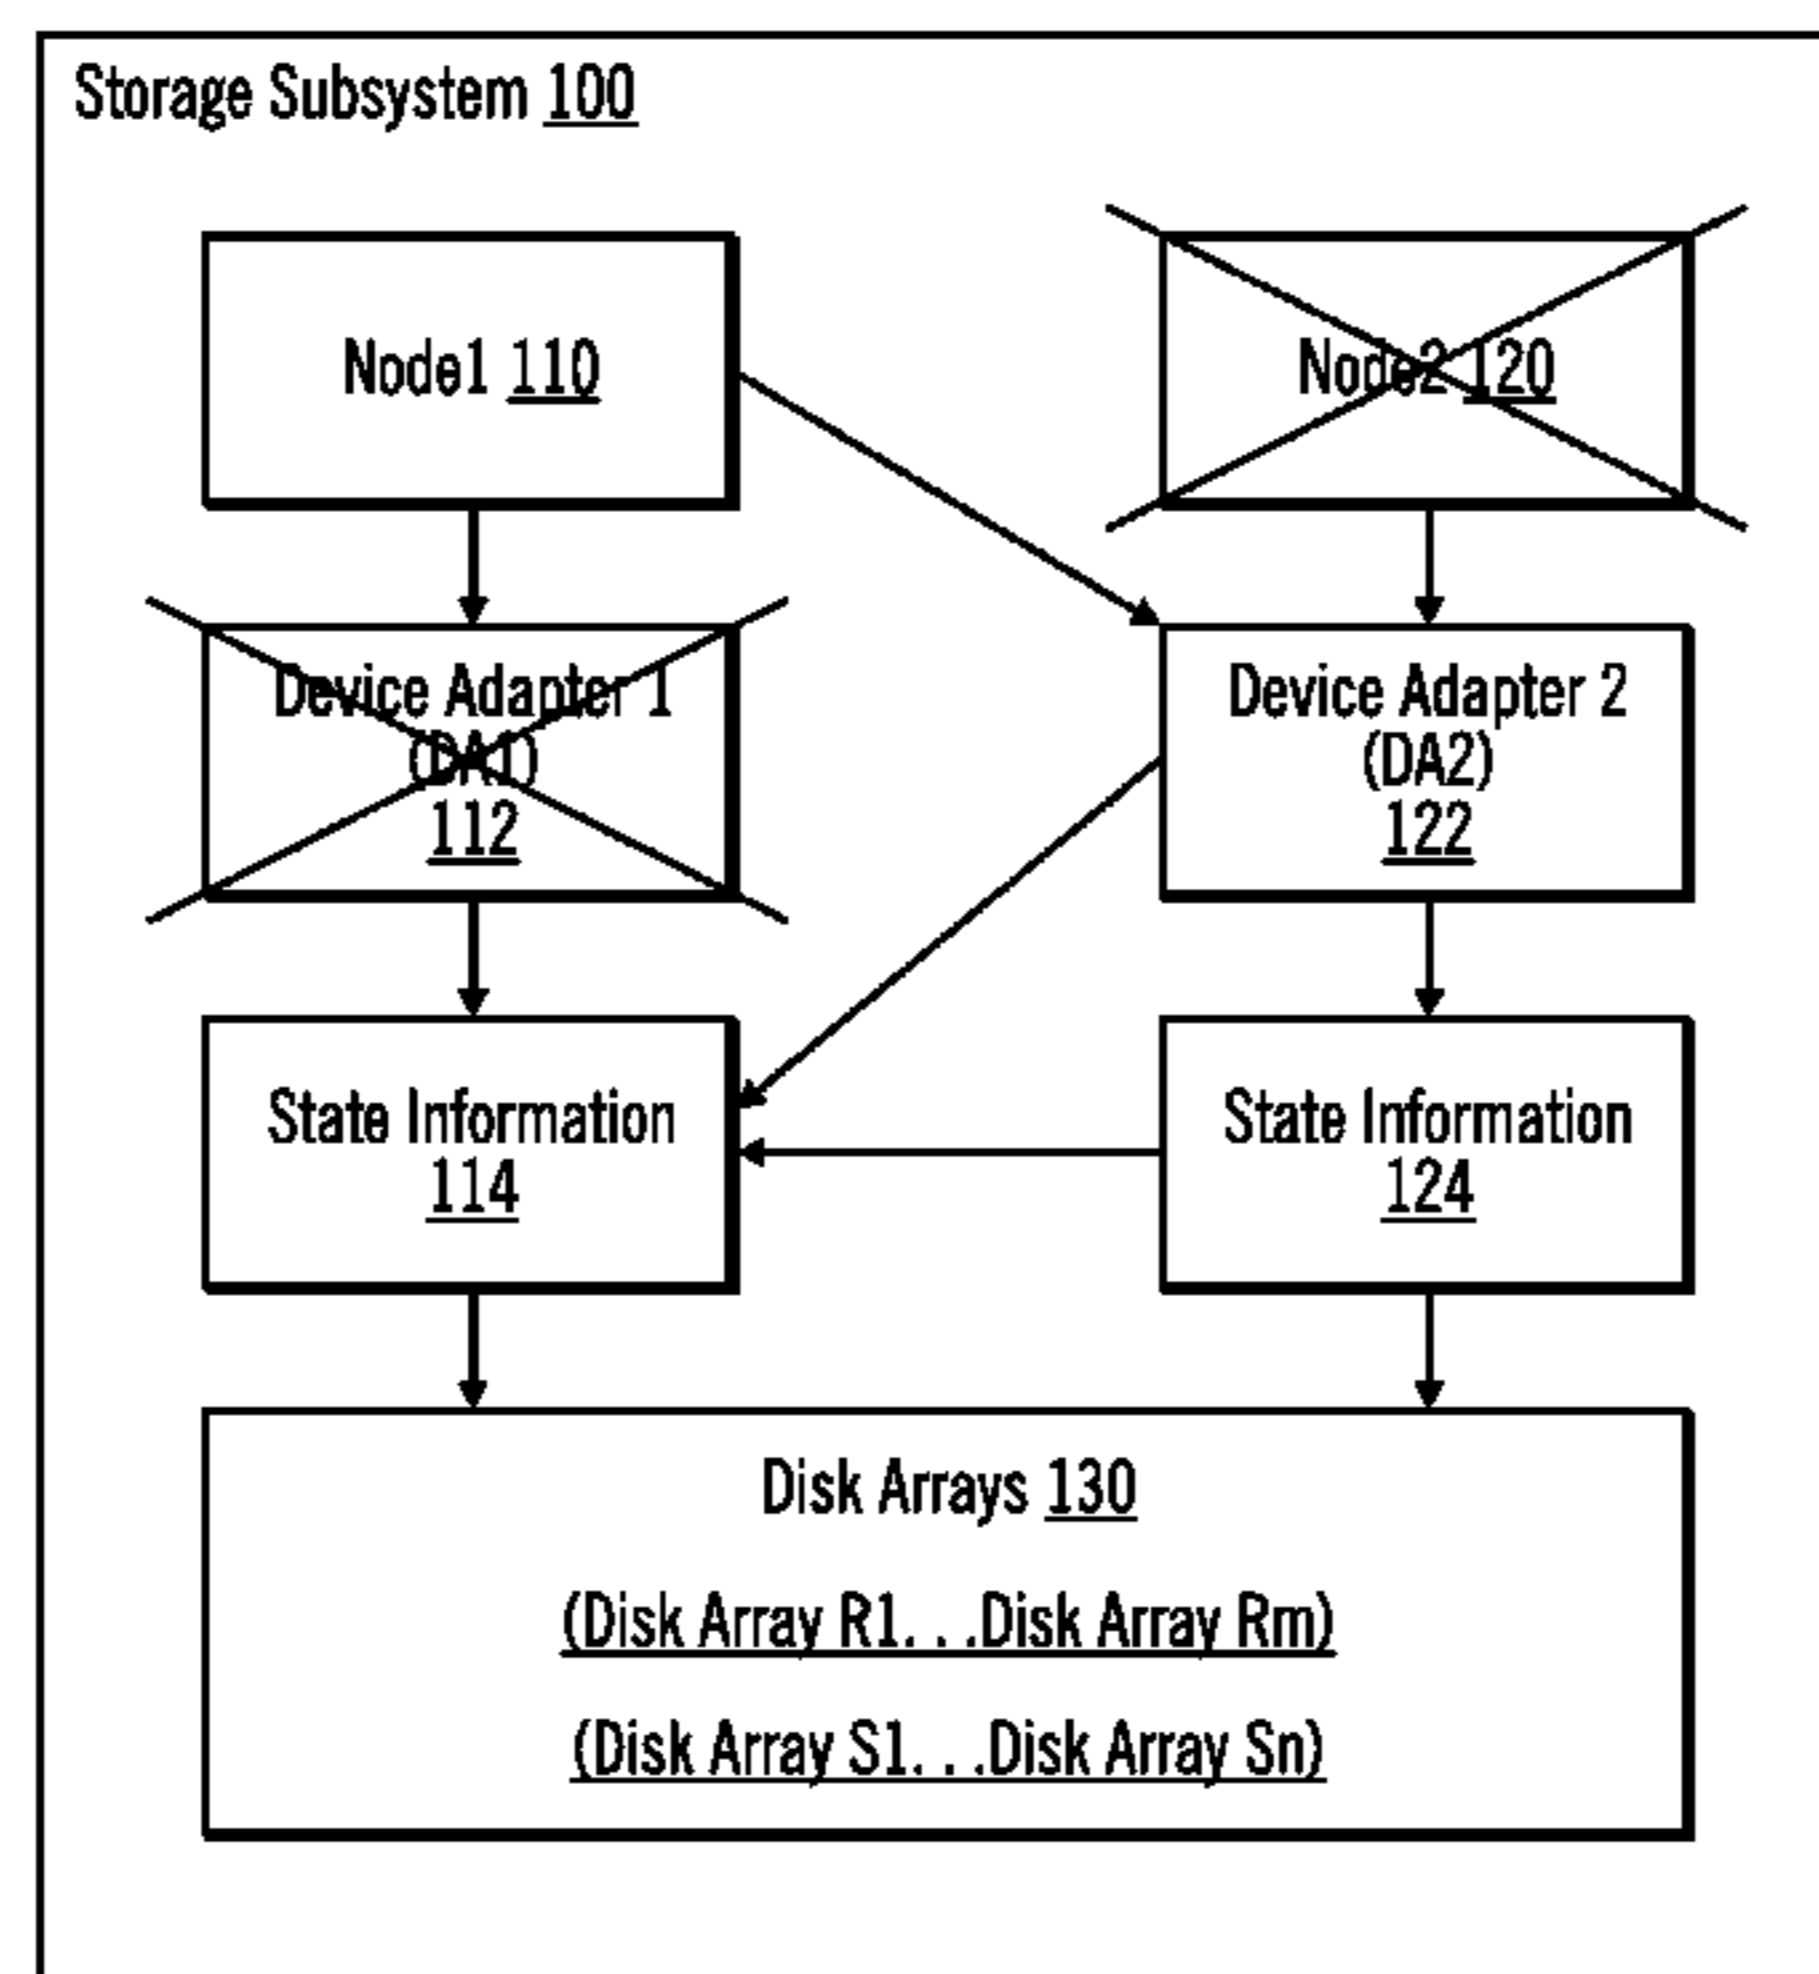 Storage Subsystem 100
Node1 110
Node2 120
Device Adapter 1
(DA1)
112
Device Adapter 2
(DA2)
122
State Information
114
State Information
124
Disk Arrays 130
(Disk Array R1. . .Disk Array Rm)
(Disk Array S1. . .Disk Array Sn)